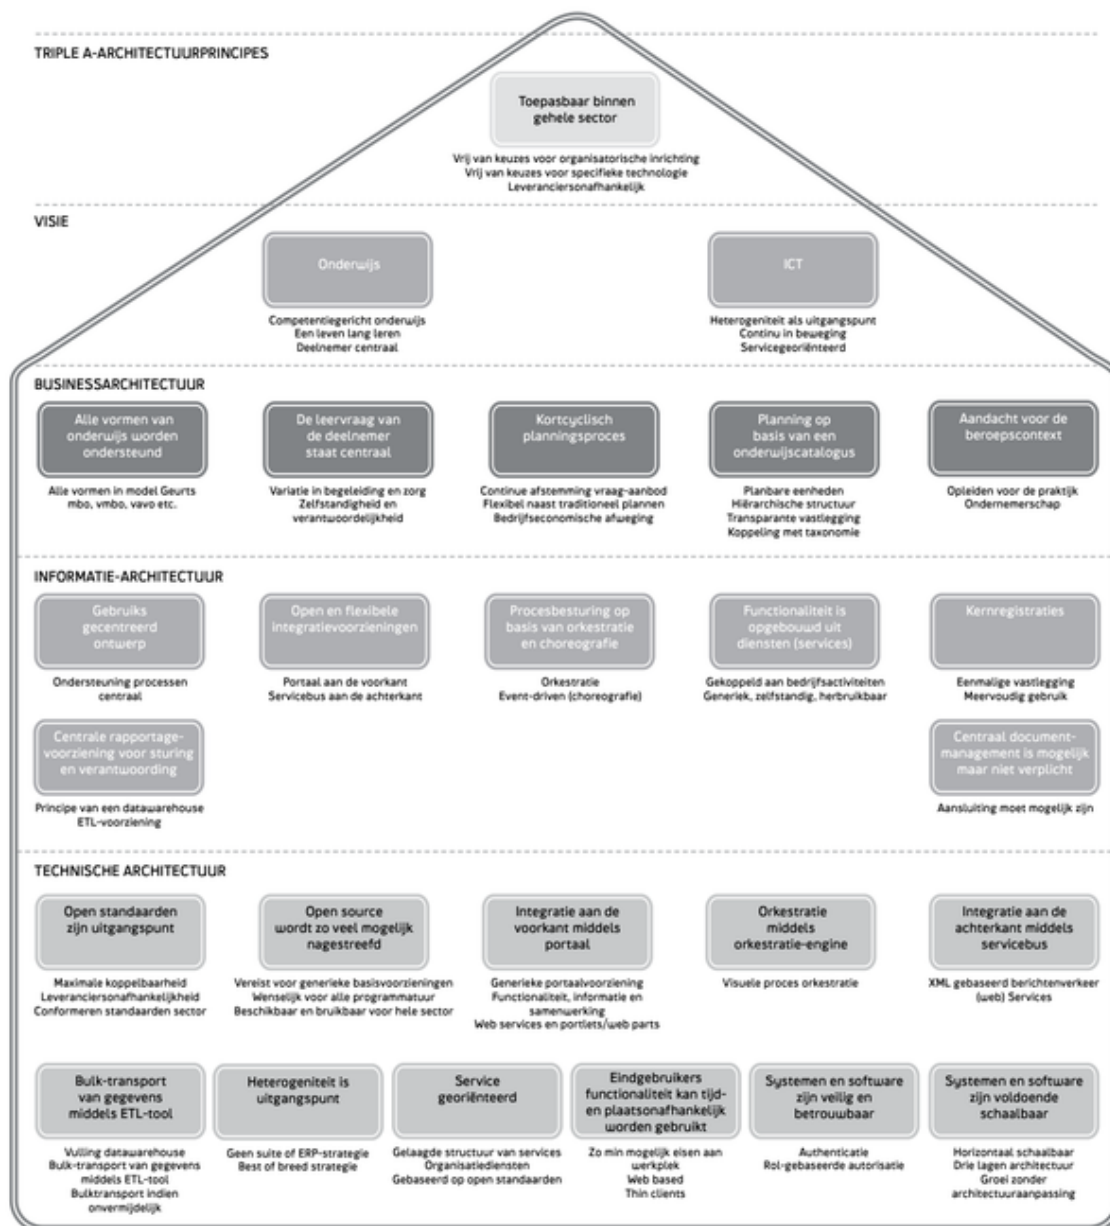 TRIPLE A-ARCHITECTUURPRINCIPES
Toepasbaar binnen
gehele sector
Vrij van keuzes voor organisatorische inrichting
Vrij van keuzes voor specifieke technologie
Leveranciersonafhankelijk
VISIE
Onderwijs
Competentiegericht onderwijs
Een leven lang leren
Deelnemer centraal
ICT
Heterogeniteit als uitgangspunt
Continu in beweging
Servicegeoriënteerd
BUSINESSARCHITECTUUR
Alle vormen van
onderwijs worden
ondersteund
Alle vormen in model Geurts
mbo, vmbo, vavo etc.
De leervraag van
de deelnemer
staat centraal
Variatie in begeleiding en zorg
Zelfstandigheid en
verantwoordelijkheid
Kortcyclisch
planningsproces
Continue afstemming vraag-aanbod
Flexibel naast traditioneel plannen
Bedrijfseconomische afweging
Planning op
basis van een
onderwijscatalogus
Planbare eenheden
Hiërarchische structuur
Transparante vastlegging
Koppeling met taxonomie
Aandacht voor de
beroepscontext
Opleiden voor de praktijk
Ondernemerschap
INFORMATIE-ARCHITECTUUR
Gebruiks
gecentreerd
ontwerp
Ondersteuning processen
centraal
Open en flexibele
integratievoorzieningen
Portaal aan de voorkant
Servicebus aan de achterkant
Procesbesturing op
basis van orkestratie
en choreografie
Orkestratie
Event-driven (choreografie)
Functionaliteit is
opgebouwd uit
diensten (services)
Gekoppeld aan bedrijfsactiviteiten
Generiek, zelfstandig, herbruikbaar
Kernregistraties
Eenmalige vastlegging
Meervoudig gebruik
Centrale rapportage-
voorziening voor sturing
en verantwoording
Principe van een datawarehouse
ETL-voorziening
Centraal document-
management is mogelijk
maar niet verplicht
Aansluiting moet mogelijk zijn
TECHNISCHE ARCHITECTUUR
Open standaarden
zijn uitgangspunt
Maximale koppelbaarheid
Leveranciersonafhankelijkheid
Conformeren standaarden sector
Open source
wordt zo veel mogelijk
nagestreefd
Vereist voor generieke basisvoorzieningen
Wenselijk voor alle programmatuur
Beschikbaar en bruikbaar voor hele sector
Integratie aan de
voorkant middels
portaal
Generieke portaalvoorziening
Functionaliteit, informatie en
samenwerking
Web services en portlets/web parts
Orkestratie
middels
orkestratie-engine
Visuele proces orkestratie
Integratie aan de
achterkant middels
servicebus
XML gebaseerd berichtenverkeer
(web) Services
Bulk-transport
van gegevens
middels ETL-tool
Vulling datawarehouse
Bulk-transport van gegevens
middels ETL-tool
Bulktransport indien
onvermijdelijk
Heterogeniteit is
uitgangspunt
Geen suite of ERP-strategie
Best of breed strategie
Service
georiënteerd
Gelaagde structuur van services
Organisatiediensten
Gebaseerd op open standaarden
Eindgebruikers
functionaliteit kan tijd-
en plaatsonafhankelijk
worden gebruikt
Zo min mogelijk eisen aan
werkplek
Web based
Thin clients
Systemen en software
zijn veilig en
betrouwbaar
Authenticatie
Rol-gebaseerde autorisatie
Systemen en software
zijn voldoende
schaalbaar
Horizontaal schaalbaar
Drie lagen architectuur
Groei zonder
architectuuraanpassing